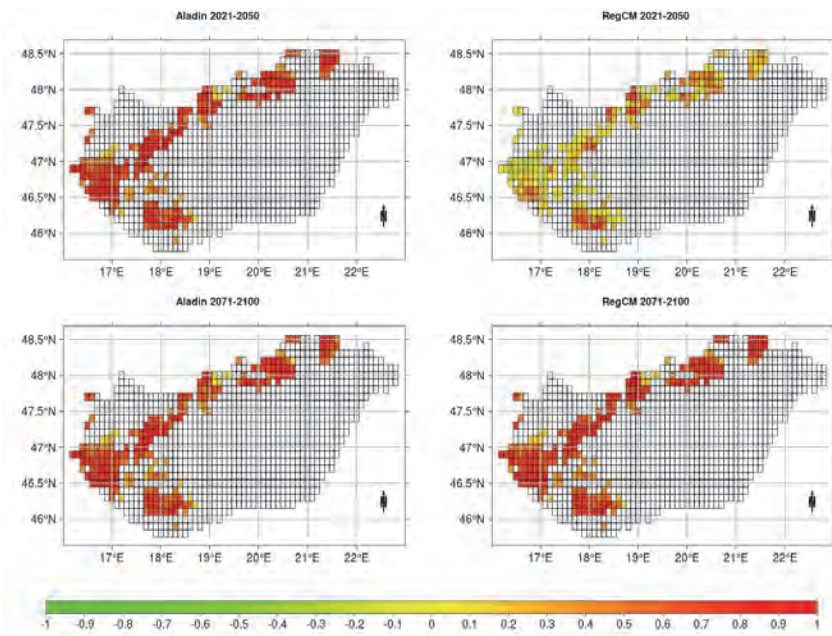 Aladin 2021-2050
RegCM 2021-2050
48.5°N
48°N
47.5°N
47°N
46.5°N
46°N
17°E 18°E 19°E 20°E 21°E 22°E
48.5°N
48°N
47.5°N
47°N
46.5°N
46°N
17°E 18°E 19°E 20°E 21°E 22°E
N
N
Aladin 2071-2100
RegCM 2071-2100
48.5°N
48°N
47.5°N
47°N
46.5°N
46°N
17°E 18°E 19°E 20°E 21°E 22°E
48.5°N
48°N
47.5°N
47°N
46.5°N
46°N
17°E 18°E 19°E 20°E 21°E 22°E
N
N
-1 -0.9 -0.8 -0.7 -0.6 -0.5 -0.4 -0.3 -0.2 -0.1 0 0.1 0.2 0.3 0.4 0.5 0.6 0.7 0.8 0.9 1